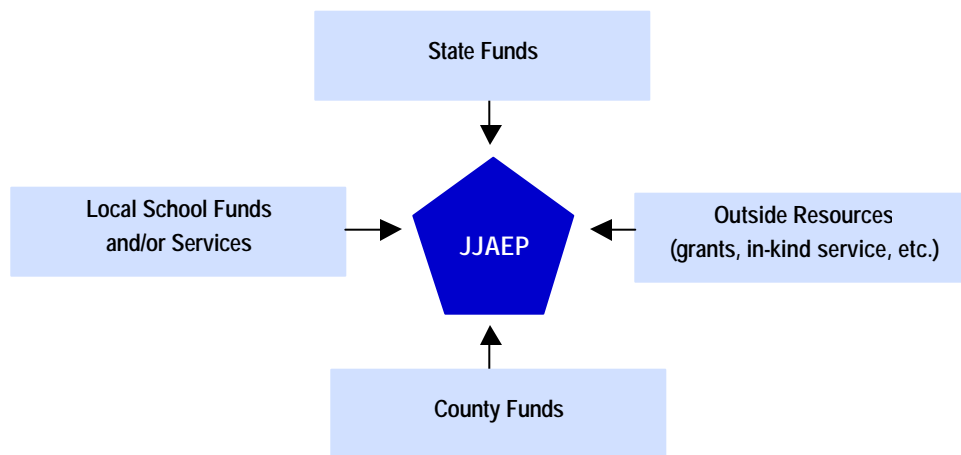 State Funds
Local School Funds
and/or Services
JJAEP
Outside Resources
(grants, in-kind service, etc.)
County Funds